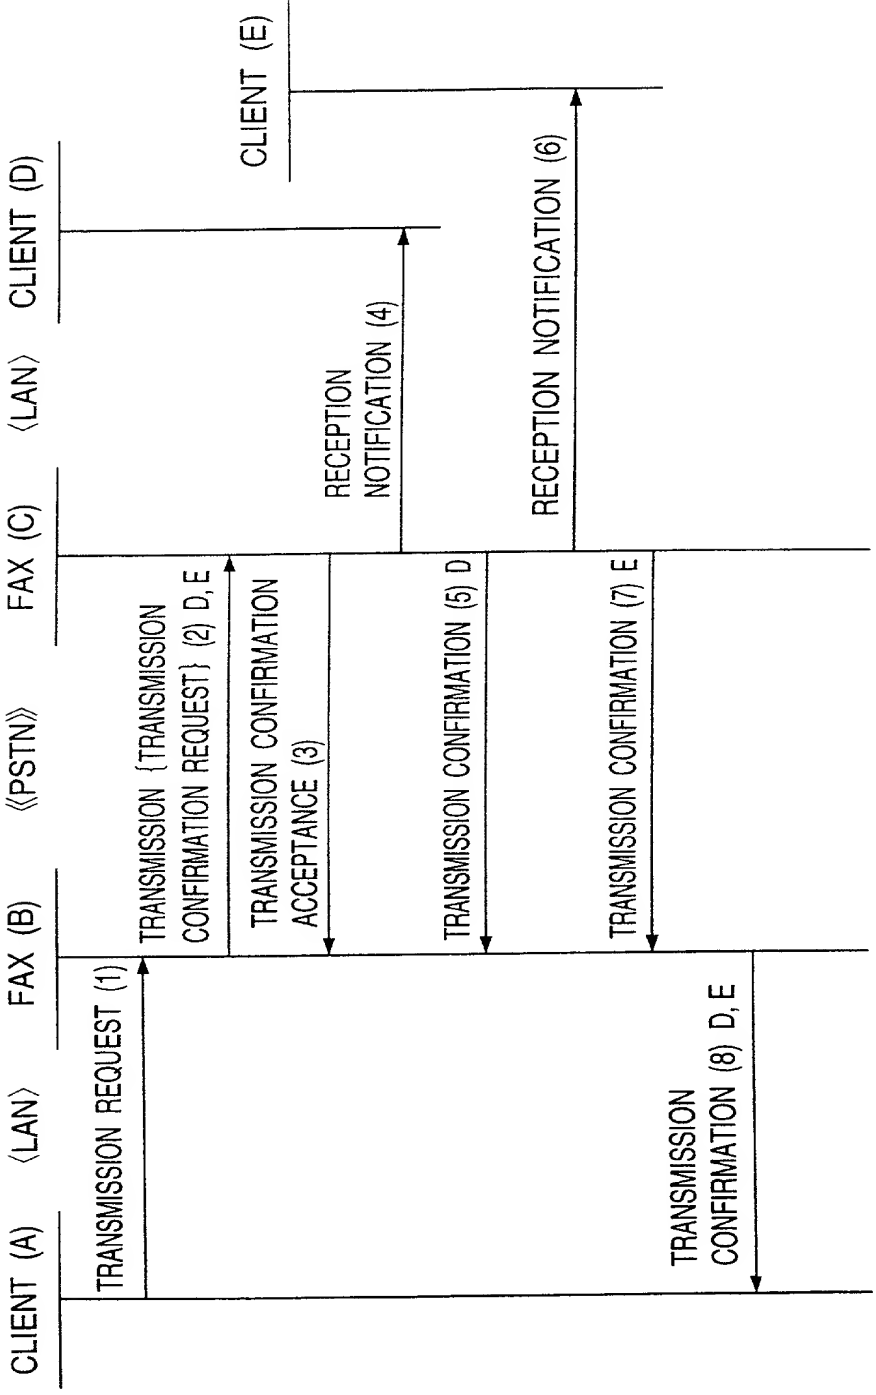 CLIENT (A) 〈LAN〉 FAX (B) 《PSTN》 FAX (C) 〈LAN〉 CLIENT (D)
CLIENT (E)
TRANSMISSION REQUEST (1)
TRANSMISSION {TRANSMISSION
CONFIRMATION REQUEST} (2) D, E
TRANSMISSION CONFIRMATION
ACCEPTANCE (3)
RECEPTION
NOTIFICATION (4)
TRANSMISSION CONFIRMATION (5) D
RECEPTION NOTIFICATION (6)
TRANSMISSION CONFIRMATION (7) E
TRANSMISSION
CONFIRMATION (8) D, E